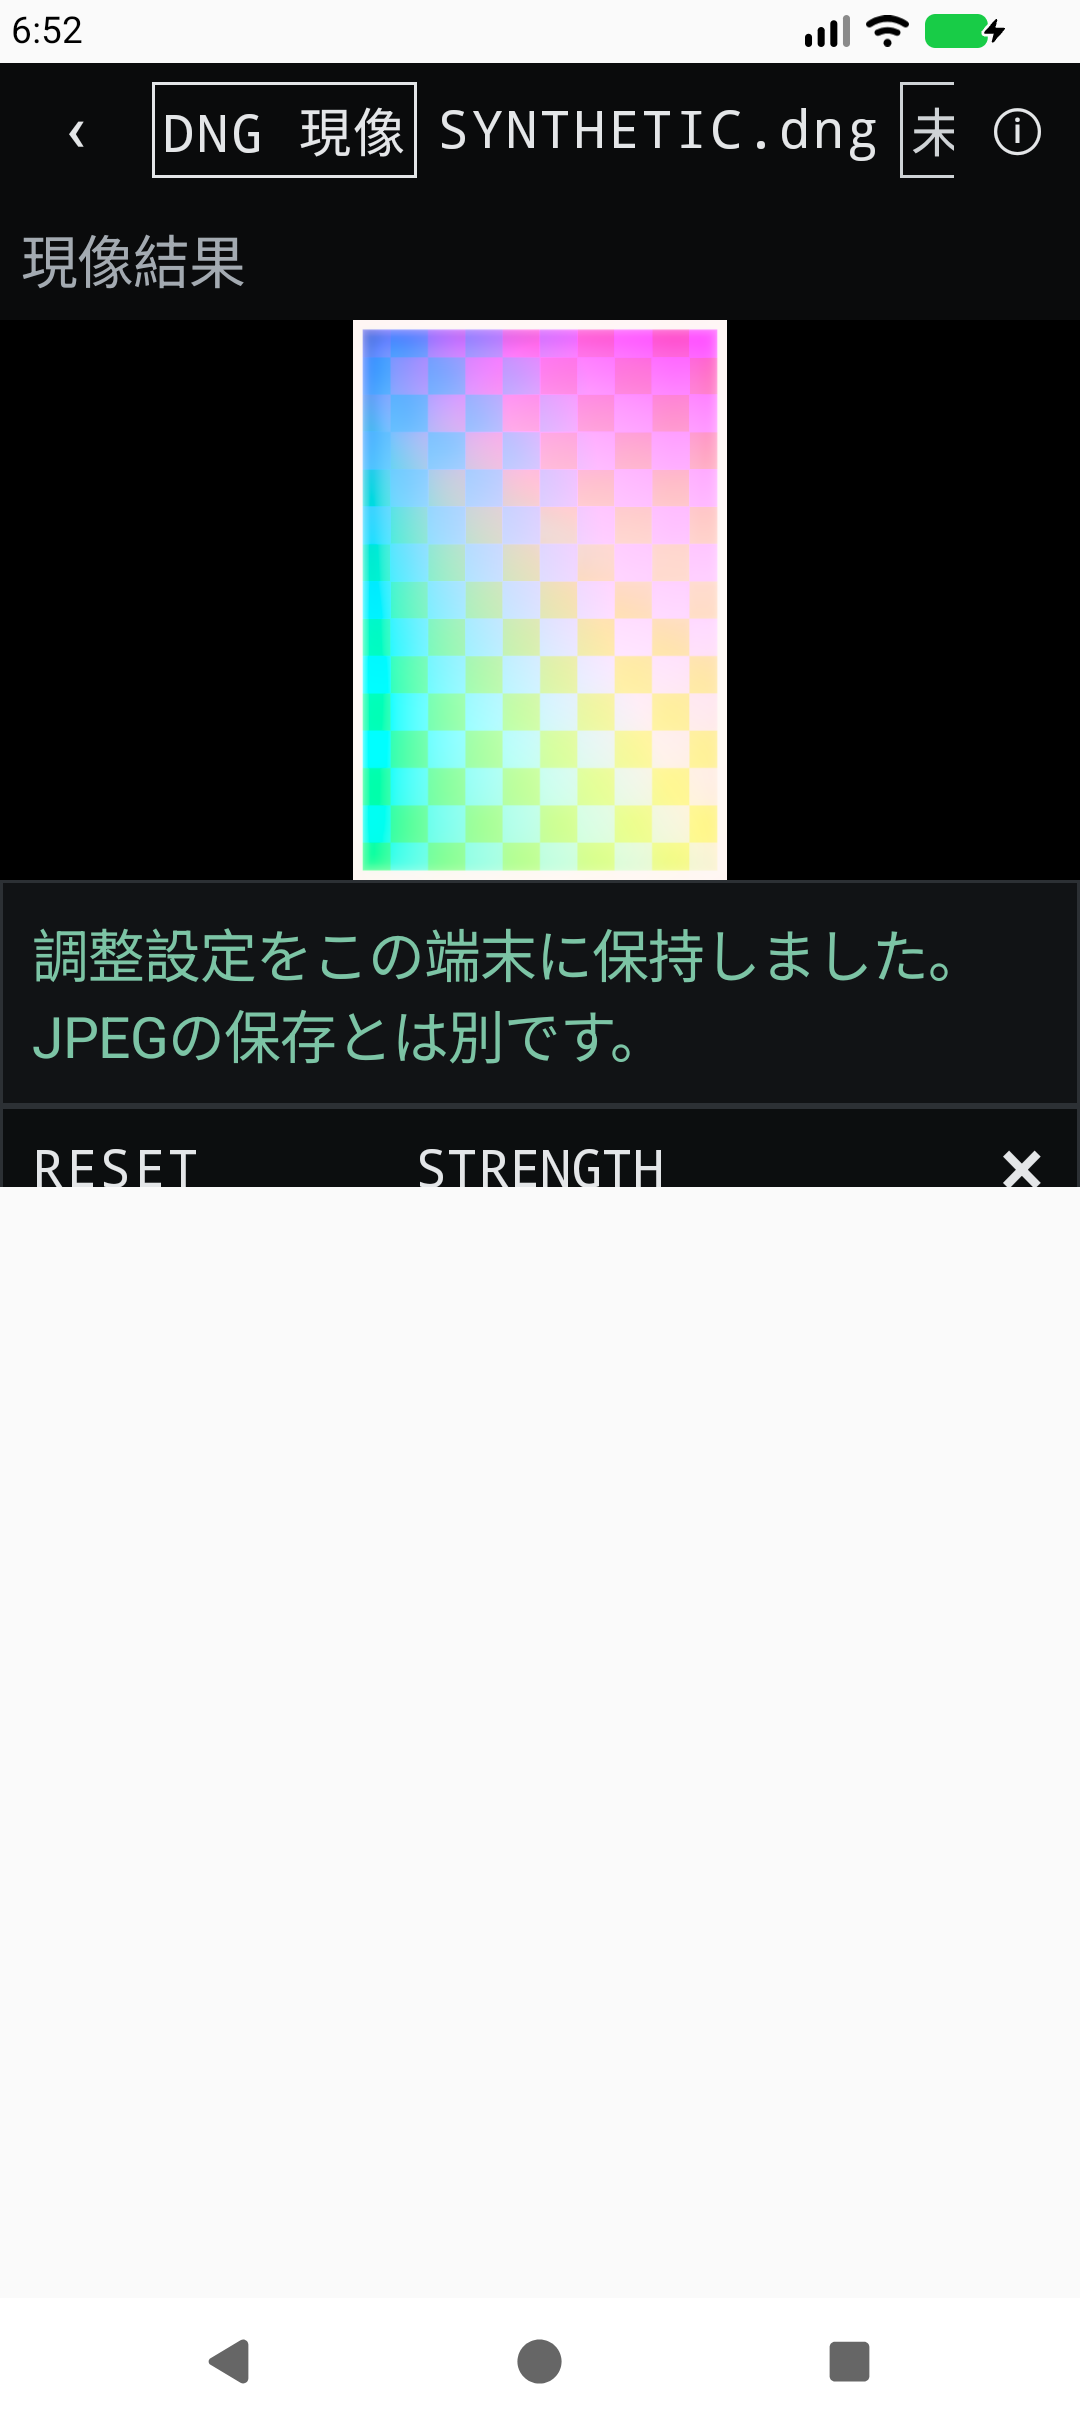 6:52
‹ DNG 現像 SYNTHETIC.dng 未
現像結果
調整設定をこの端末に保持しました。
JPEGの保存とは別です。
RESET STRENGTH ×